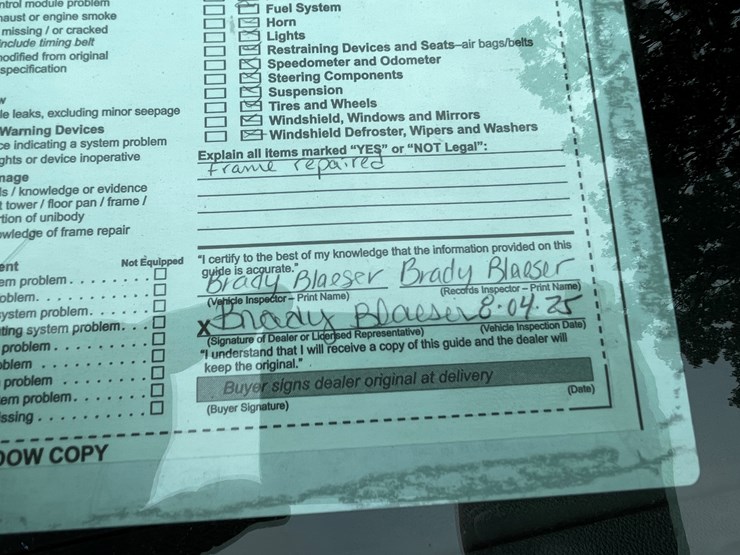 ntrol module problem
haust or engine smoke
missing / or cracked
include timing belt
modified from original
specification
le leaks, excluding minor seepage
Warning Devices
ce indicating a system problem
ghts or device inoperative
nage
ls / knowledge or evidence
t tower / floor pan / frame /
rtion of unibody
owledge of frame repair
ent Not Equipped
em problem
oblem
ystem problem
ting system problem
problem
oblem
problem
em problem
ssing
DOW COPY
Fuel System
Horn
Lights
Restraining Devices and Seats–air bags/belts
Speedometer and Odometer
Steering Components
Suspension
Tires and Wheels
Windshield, Windows and Mirrors
Windshield Defroster, Wipers and Washers
Explain all items marked “YES” or “NOT Legal”:
frame repaired
“I certify to the best of my knowledge that the information provided on this
guide is accurate.”
Brady Blaeser Brady Blaeser
(Vehicle Inspector – Print Name) (Records Inspector – Print Name)
X Brady Blaeser 8-04-25
(Signature of Dealer or Licensed Representative) (Vehicle Inspection Date)
“I understand that I will receive a copy of this guide and the dealer will
keep the original.”
Buyer signs dealer original at delivery
(Buyer Signature) (Date)